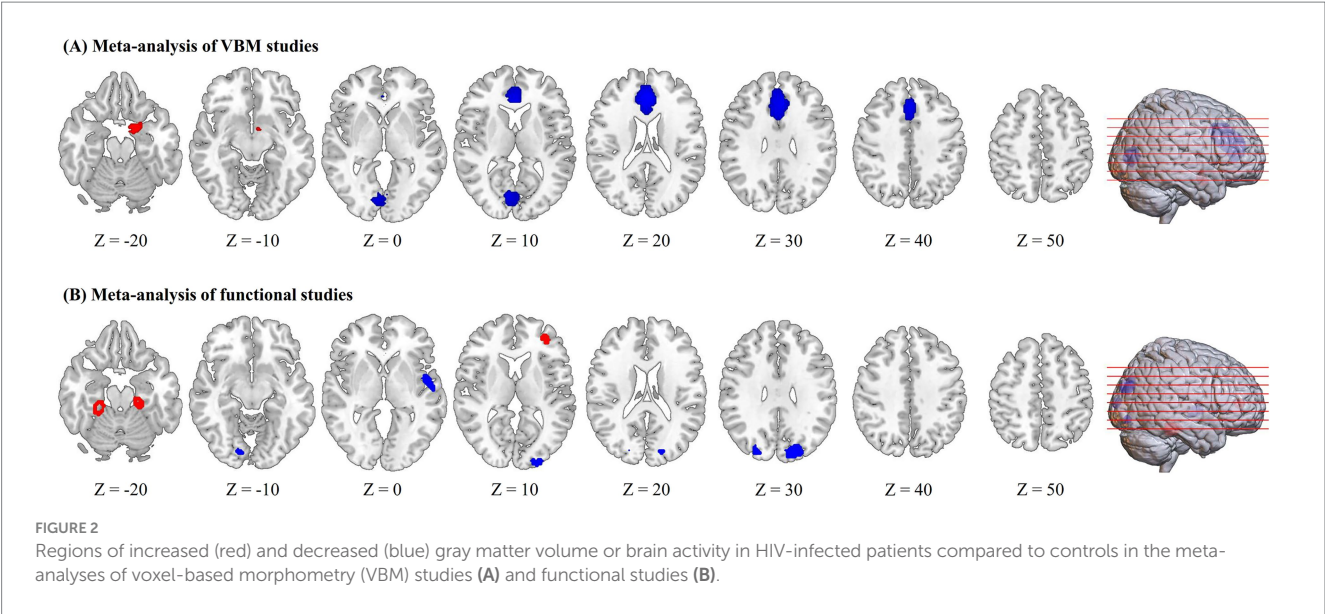 (A) Meta-analysis of VBM studies
Z = -20 Z = -10 Z = 0 Z = 10 Z = 20 Z = 30 Z = 40 Z = 50
(B) Meta-analysis of functional studies
Z = -20 Z = -10 Z = 0 Z = 10 Z = 20 Z = 30 Z = 40 Z = 50
FIGURE 2
Regions of increased (red) and decreased (blue) gray matter volume or brain activity in HIV-infected patients compared to controls in the meta-
analyses of voxel-based morphometry (VBM) studies (A) and functional studies (B).